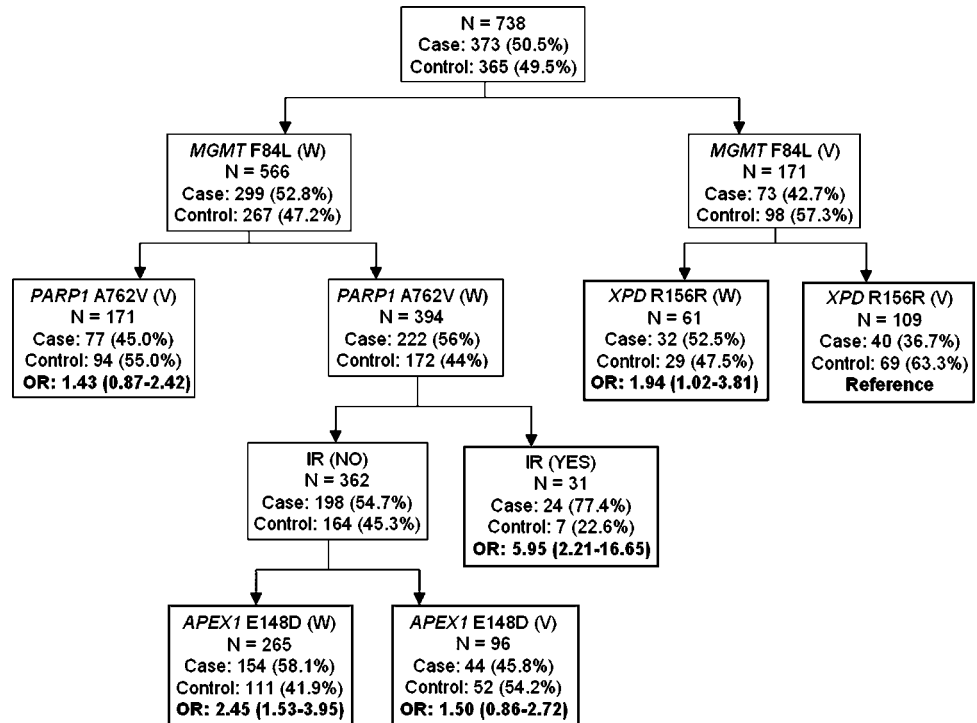 N = 738
Case: 373 (50.5%)
Control: 365 (49.5%)
MGMT F84L (W)
N = 566
Case: 299 (52.8%)
Control: 267 (47.2%)
MGMT F84L (V)
N = 171
Case: 73 (42.7%)
Control: 98 (57.3%)
PARP1 A762V (V)
N = 171
Case: 77 (45.0%)
Control: 94 (55.0%)
OR: 1.43 (0.87-2.42)
PARP1 A762V (W)
N = 394
Case: 222 (56%)
Control: 172 (44%)
XPD R156R (W)
N = 61
Case: 32 (52.5%)
Control: 29 (47.5%)
OR: 1.94 (1.02-3.81)
XPD R156R (V)
N = 109
Case: 40 (36.7%)
Control: 69 (63.3%)
Reference
IR (NO)
N = 362
Case: 198 (54.7%)
Control: 164 (45.3%)
IR (YES)
N = 31
Case: 24 (77.4%)
Control: 7 (22.6%)
OR: 5.95 (2.21-16.65)
APEX1 E148D (W)
N = 265
Case: 154 (58.1%)
Control: 111 (41.9%)
OR: 2.45 (1.53-3.95)
APEX1 E148D (V)
N = 96
Case: 44 (45.8%)
Control: 52 (54.2%)
OR: 1.50 (0.86-2.72)